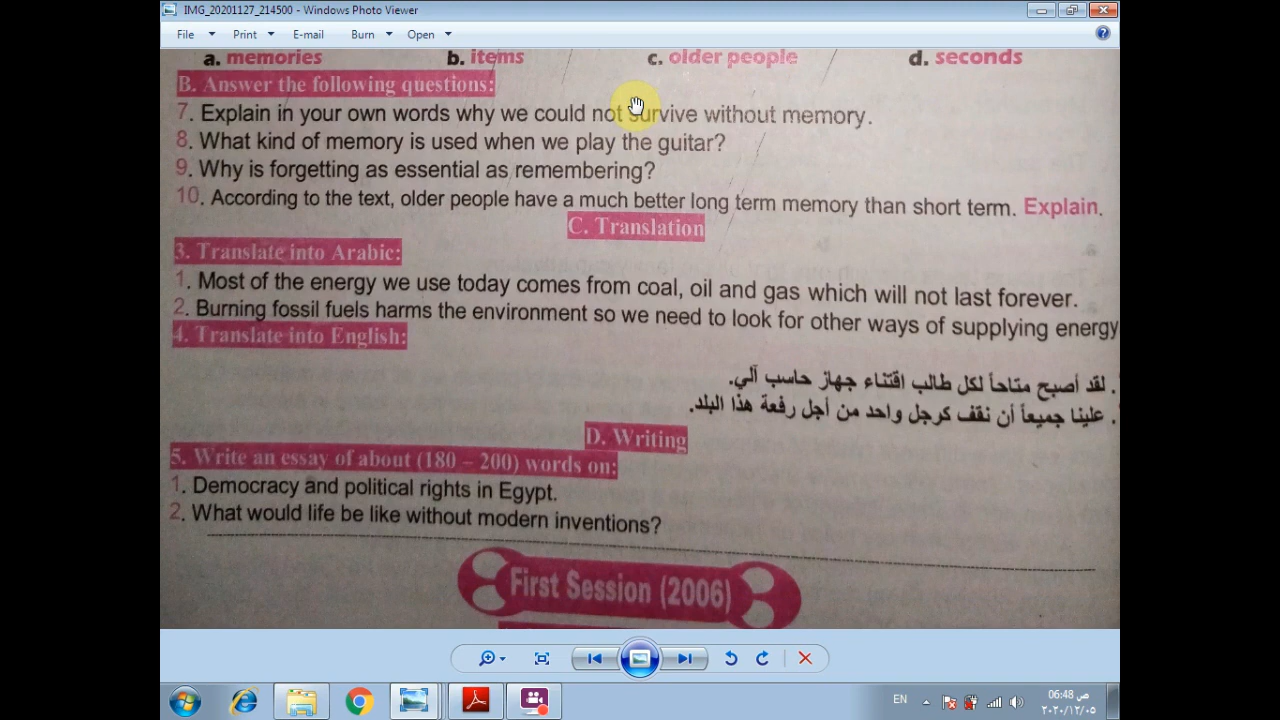 IMG_20201127_214500 - Windows Photo Viewer
File Print E-mail Burn Open
a. memories b. items c. older people d. seconds
B. Answer the following questions:
7. Explain in your own words why we could not survive without memory.
8. What kind of memory is used when we play the guitar?
9. Why is forgetting as essential as remembering?
10. According to the text, older people have a much better long term memory than short term. Explain.
C. Translation
3. Translate into Arabic:
1. Most of the energy we use today comes from coal, oil and gas which will not last forever.
2. Burning fossil fuels harms the environment so we need to look for other ways of supplying energy
4. Translate into English:
. لقد أصبح متاحاً لكل طالب اقتناء جهاز حاسب آلي.
. علينا جميعاً أن نقف كرجل واحد من أجل رفعة هذا البلد.
D. Writing
5. Write an essay of about (180 – 200) words on:
1. Democracy and political rights in Egypt.
2. What would life be like without modern inventions?
First Session (2006)
EN
06:48 ص
٢٠٢٠/١٢/٠٥